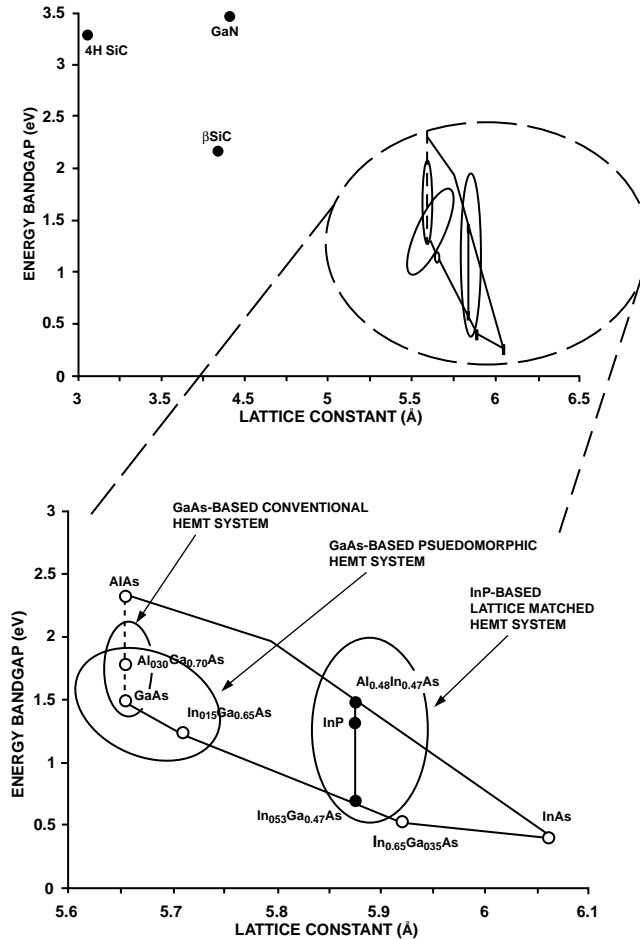 4
3.5
3
2.5
2
1.5
1
0.5
0
ENERGY BANDGAP (eV)
4H SiC
GaN
βSiC
3
3.5
4.5
5
5.5
6
6.5
LATTICE CONSTANT (Å)
GaAs-BASED CONVENTIONAL
HEMT SYSTEM
GaAs-BASED PSUEDOMORPHIC
HEMT SYSTEM
InP-BASED
LATTICE MATCHED
HEMT SYSTEM
3
2.5
2
1.5
1
0.5
0
ENERGY BANDGAP (eV)
AlAs
Al030Ga0.70As
GaAs
In015Ga0.65As
Al0.48In0.47As
InP
In053Ga0.47As
In0.65Ga035As
InAs
5.6
5.7
5.8
5.9
6
6.1
LATTICE CONSTANT (Å)